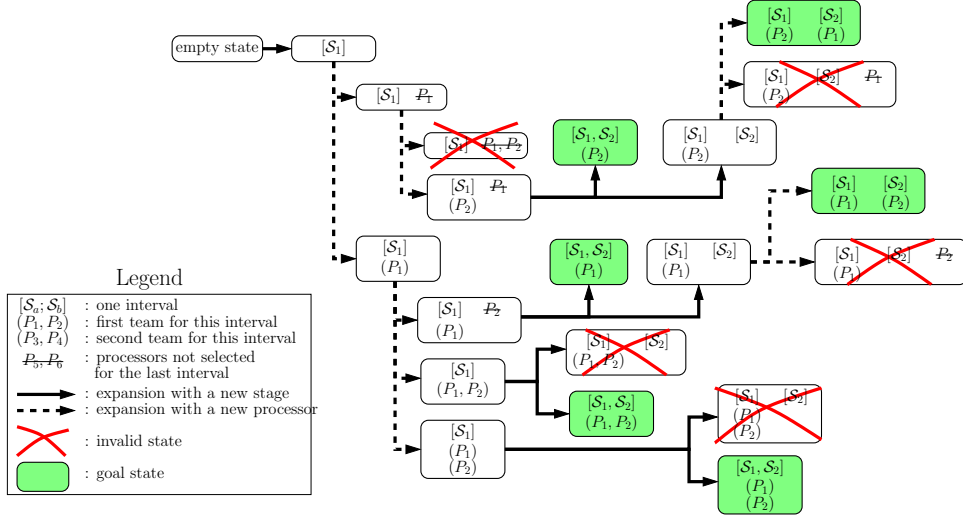 [𝒮₁] [𝒮₂]
(P₂) (P₁)
empty state
[𝒮₁]
[𝒮₁] [𝒮₂] P₁
(P₂)
[𝒮₁] P₁
[𝒮₁] P₁, P₂
[𝒮₁, 𝒮₂]
(P₂)
[𝒮₁] [𝒮₂]
(P₂)
[𝒮₁] P₁
(P₂)
[𝒮₁] [𝒮₂]
(P₁) (P₂)
[𝒮₁]
(P₁)
[𝒮₁, 𝒮₂]
(P₁)
[𝒮₁] [𝒮₂]
(P₁)
[𝒮₁] [𝒮₂] P₂
(P₁)
[𝒮₁] P₂
(P₁)
[𝒮₁] [𝒮₂]
(P₁, P₂)
[𝒮₁]
(P₁, P₂)
[𝒮₁, 𝒮₂]
(P₁, P₂)
[𝒮₁] [𝒮₂]
(P₁)
(P₂)
[𝒮₁]
(P₁)
(P₂)
[𝒮₁, 𝒮₂]
(P₁)
(P₂)
Legend
[𝒮ₐ; 𝒮_b] : one interval
(P₁, P₂) : first team for this interval
(P₃, P₄) : second team for this interval
P₅, P₆ : processors not selected
for the last interval
: expansion with a new stage
: expansion with a new processor
: invalid state
: goal state